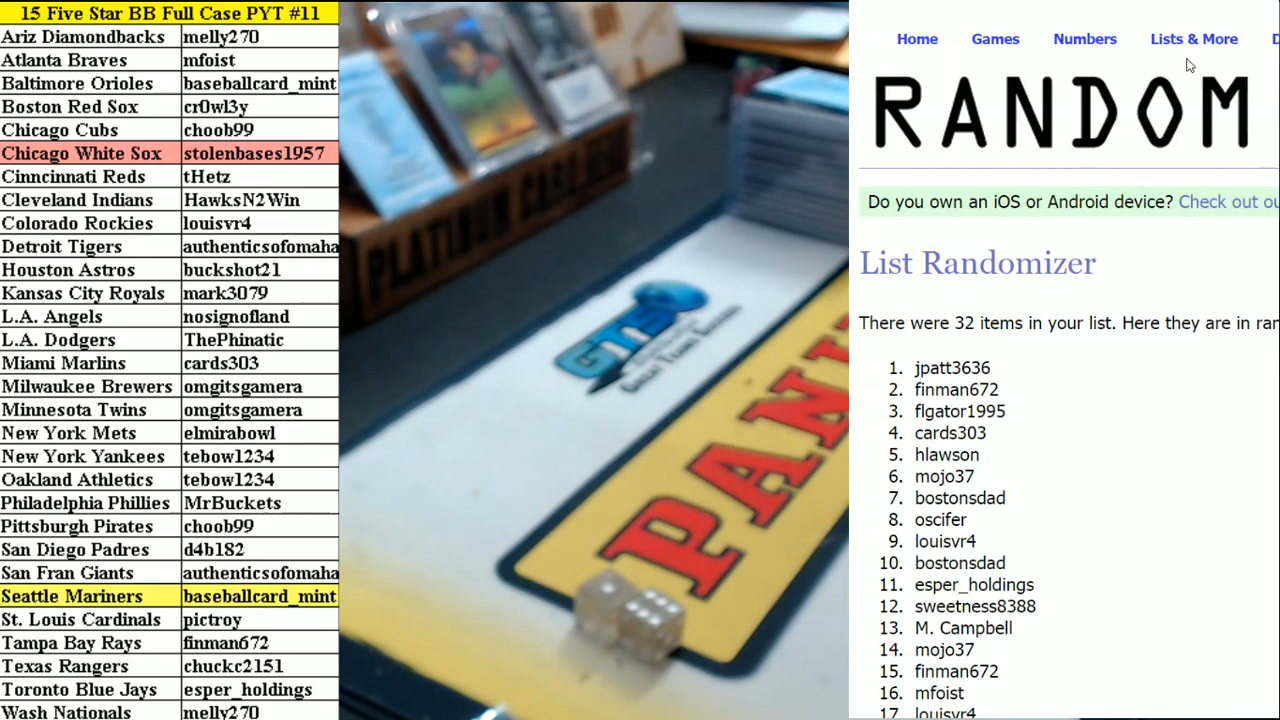 15 Five Star BB Full Case PYT #11
Ariz Diamondbacks melly270
Atlanta Braves mfoist
Baltimore Orioles baseballcard_mint
Boston Red Sox cr0wl3y
Chicago Cubs choob99
Chicago White Sox stolenbases1957
Cinncinnati Reds tHetz
Cleveland Indians HawksN2Win
Colorado Rockies louisvr4
Detroit Tigers authenticsofomaha
Houston Astros buckshot21
Kansas City Royals mark3079
L.A. Angels nosignofland
L.A. Dodgers ThePhinatic
Miami Marlins cards303
Milwaukee Brewers omgitsgamera
Minnesota Twins omgitsgamera
New York Mets elmirabowl
New York Yankees tebow1234
Oakland Athletics tebow1234
Philadelphia Phillies MrBuckets
Pittsburgh Pirates choob99
San Diego Padres d4b182
San Fran Giants authenticsofomaha
Seattle Mariners baseballcard_mint
St. Louis Cardinals pictroy
Tampa Bay Rays finman672
Texas Rangers chuckc2151
Toronto Blue Jays esper_holdings
Wash Nationals melly270
PLATINUM
PANI
Home Games Numbers Lists & More D
RANDOM
Do you own an iOS or Android device? Check out ou
List Randomizer
There were 32 items in your list. Here they are in ran
1. jpatt3636
2. finman672
3. flgator1995
4. cards303
5. hlawson
6. mojo37
7. bostonsdad
8. oscifer
9. louisvr4
10. bostonsdad
11. esper_holdings
12. sweetness8388
13. M. Campbell
14. mojo37
15. finman672
16. mfoist
17. louisvr4